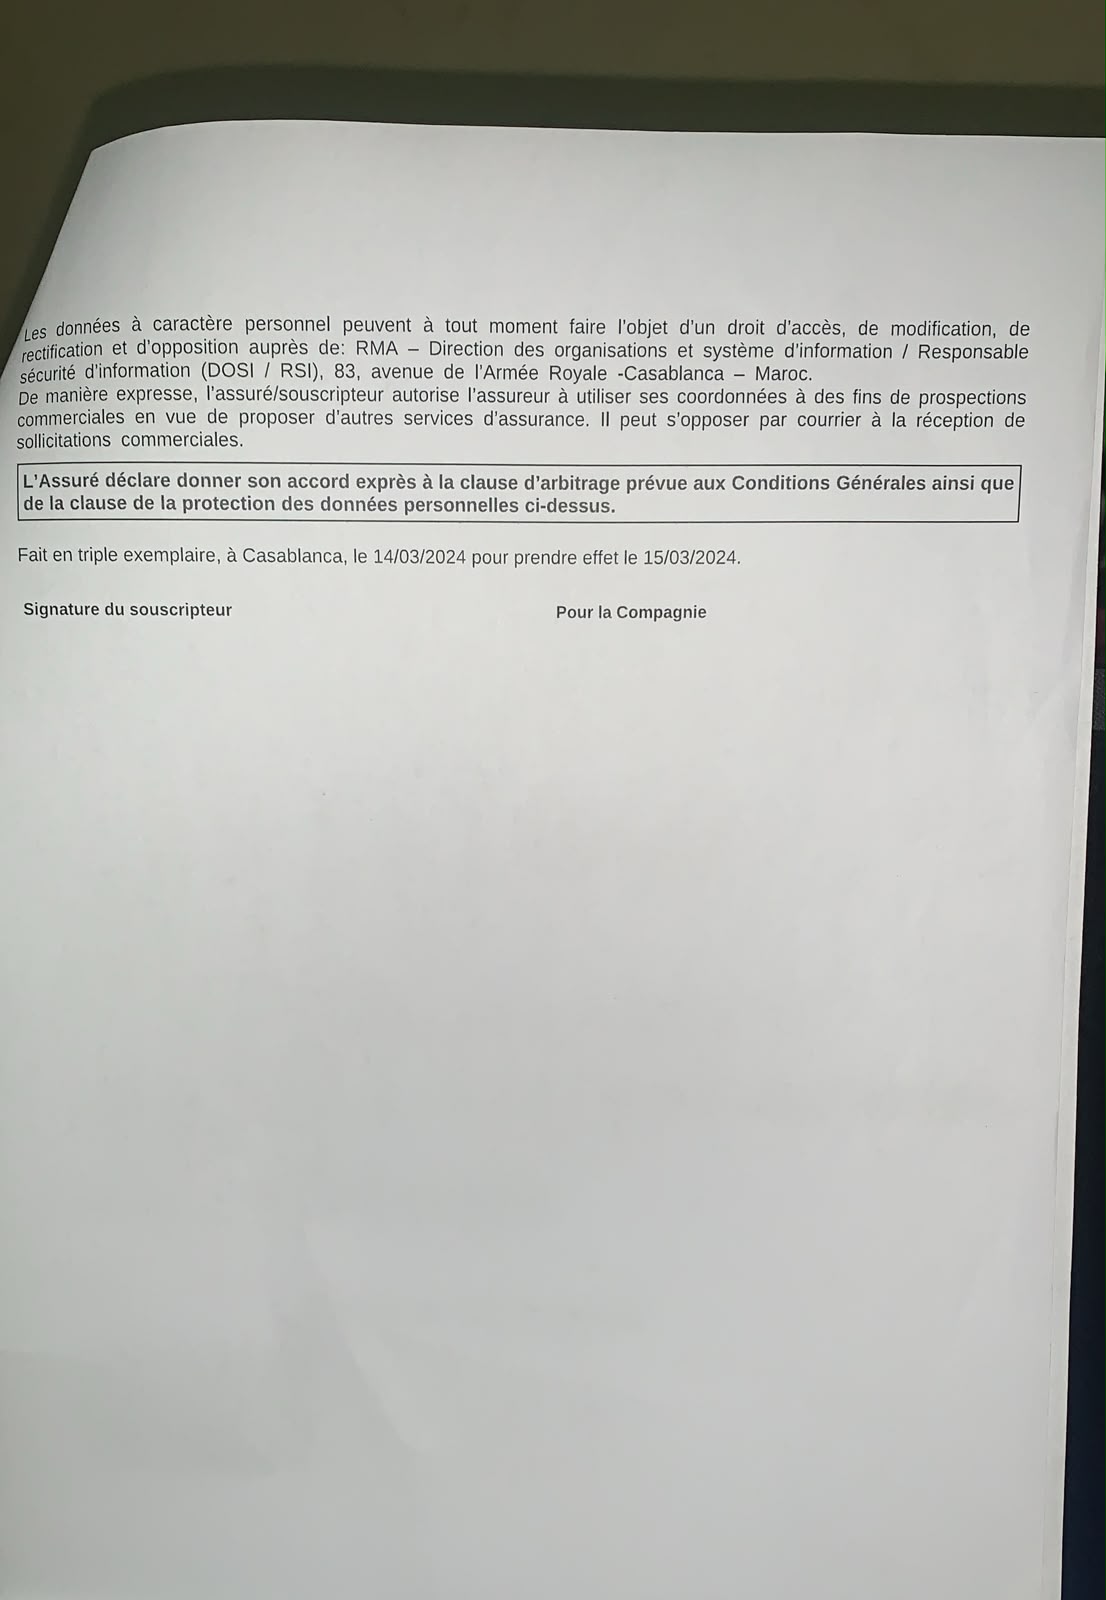 Les données à caractère personnel peuvent à tout moment faire l'objet d'un droit d'accès, de modification, de
rectification et d'opposition auprès de: RMA – Direction des organisations et système d'information / Responsable
sécurité d'information (DOSI / RSI), 83, avenue de l'Armée Royale -Casablanca – Maroc.
De manière expresse, l'assuré/souscripteur autorise l'assureur à utiliser ses coordonnées à des fins de prospections
commerciales en vue de proposer d'autres services d'assurance. Il peut s'opposer par courrier à la réception de
sollicitations commerciales.
L'Assuré déclare donner son accord exprès à la clause d'arbitrage prévue aux Conditions Générales ainsi que
de la clause de la protection des données personnelles ci-dessus.
Fait en triple exemplaire, à Casablanca, le 14/03/2024 pour prendre effet le 15/03/2024.
Signature du souscripteur
Pour la Compagnie